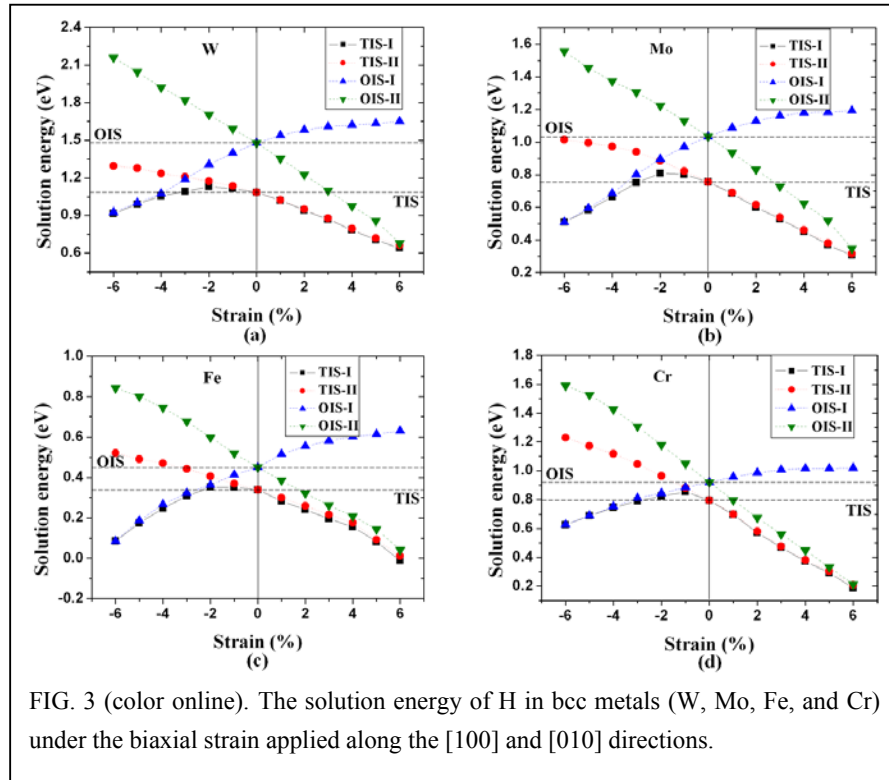 W
TIS-I
TIS-II
OIS-I
OIS-II
OIS
TIS
Solution energy (eV)
2.4
2.1
1.8
1.5
1.2
0.9
0.6
-6 -4 -2 0 2 4 6
Strain (%)
(a)
Mo
TIS-I
TIS-II
OIS-I
OIS-II
OIS
TIS
Solution energy (eV)
1.6
1.4
1.2
1.0
0.8
0.6
0.4
0.2
-6 -4 -2 0 2 4 6
Strain (%)
(b)
Fe
TIS-I
TIS-II
OIS-I
OIS-II
OIS
TIS
Solution energy (eV)
1.0
0.8
0.6
0.4
0.2
0.0
-0.2
-6 -4 -2 0 2 4 6
Strain (%)
(c)
Cr
TIS-I
TIS-II
OIS-I
OIS-II
OIS
TIS
Solution energy (eV)
1.8
1.6
1.4
1.2
1.0
0.8
0.6
0.4
0.2
-6 -4 -2 0 2 4 6
Strain (%)
(d)
FIG. 3 (color online). The solution energy of H in bcc metals (W, Mo, Fe, and Cr)
under the biaxial strain applied along the [100] and [010] directions.